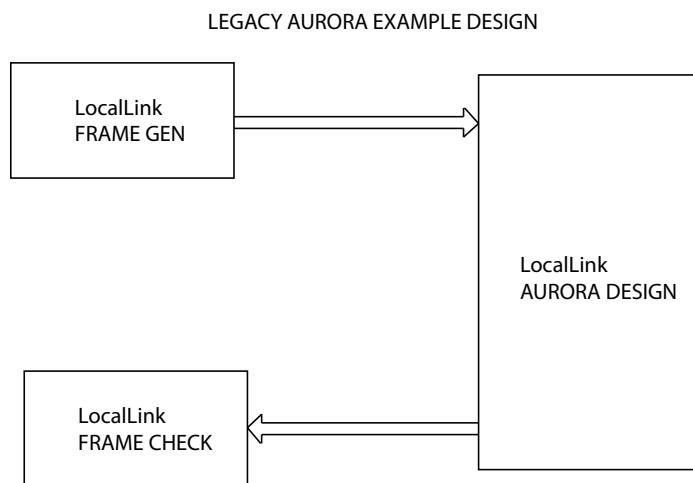 LEGACY AURORA EXAMPLE DESIGN
LocalLink
FRAME GEN
LocalLink
AURORA DESIGN
LocalLink
FRAME CHECK